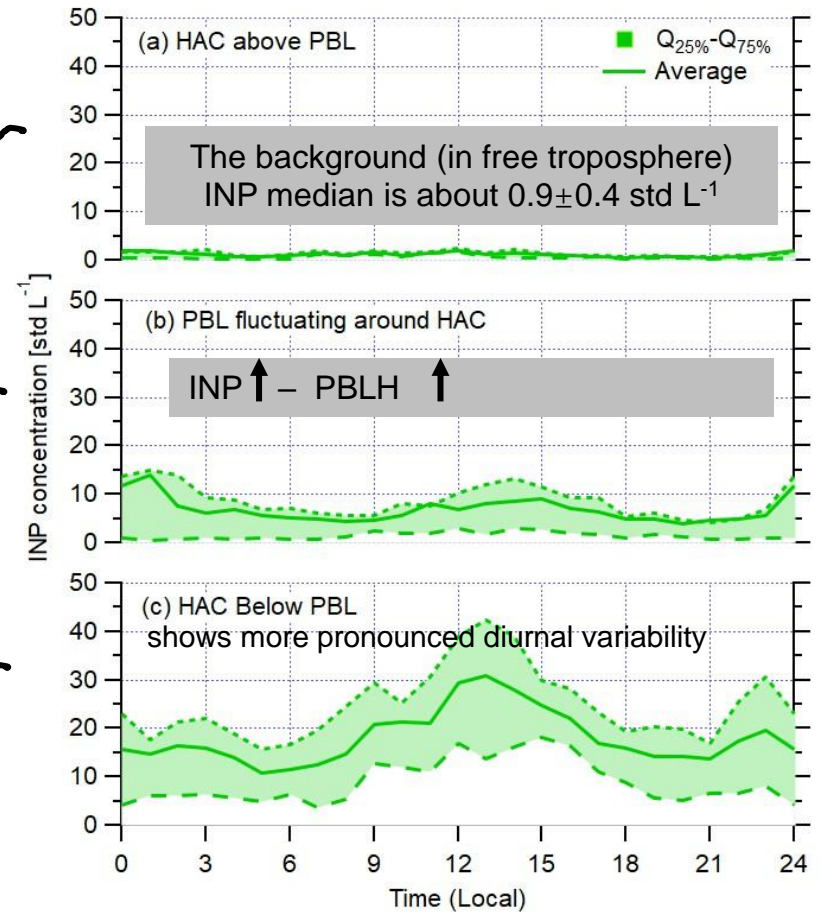 INP concentration [std L⁻¹]
50
40
30
20
10
0
(a) HAC above PBL
Q25%-Q75%
Average
The background (in free troposphere)
INP median is about 0.9±0.4 std L⁻¹
50
40
30
20
10
0
(b) PBL fluctuating around HAC
INP ↑ – PBLH ↑
50
40
30
20
10
0
(c) HAC Below PBL
shows more pronounced diurnal variability
0 3 6 9 12 15 18 21 24
Time (Local)